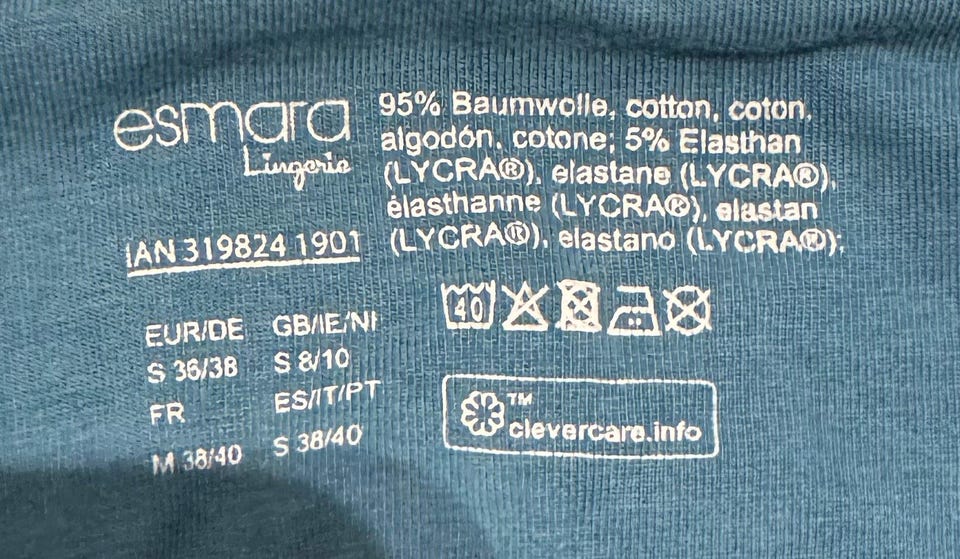 esmara
Lingerie
IAN 319824 1901
95% Baumwolle, cotton, coton,
algodón, cotone; 5% Elasthan
(LYCRA®), elastane (LYCRA®),
élasthanne (LYCRA®), elastan
(LYCRA®), elastano (LYCRA®);
40
EUR/DE GB/IE/NI
S 36/38 S 8/10
FR ES/IT/PT
M 38/40 S 38/40
™
clevercare.info